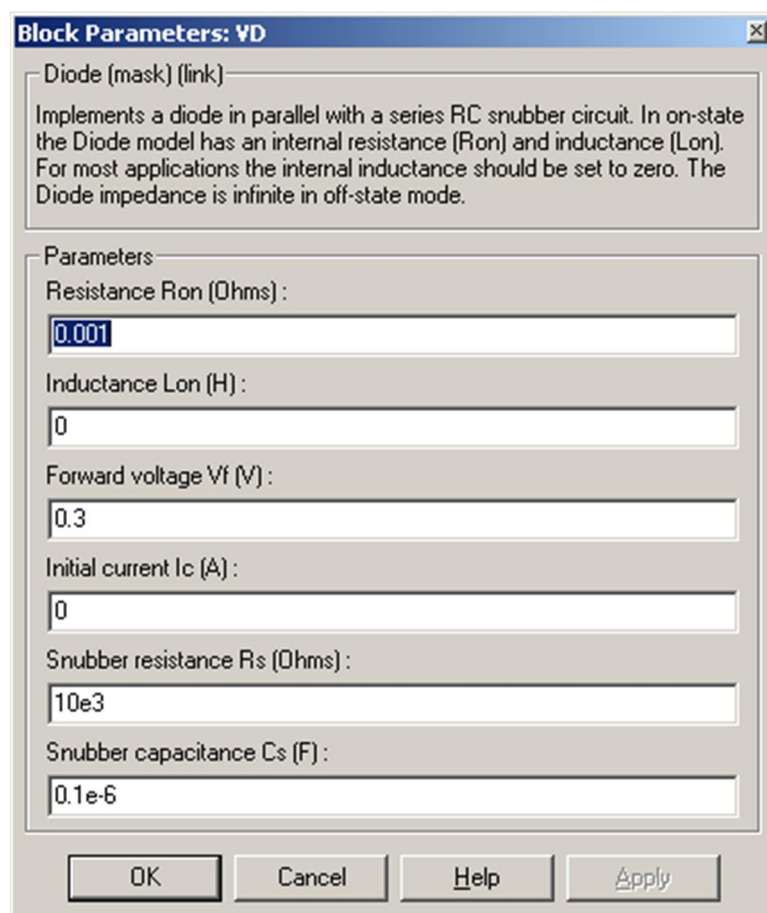 Block Parameters: VD
Diode (mask) (link)
Implements a diode in parallel with a series RC snubber circuit. In on-state
the Diode model has an internal resistance (Ron) and inductance (Lon).
For most applications the internal inductance should be set to zero. The
Diode impedance is infinite in off-state mode.
Parameters
Resistance Ron (Ohms) :
0.001
Inductance Lon (H) :
0
Forward voltage Vf (V) :
0.3
Initial current Ic (A) :
0
Snubber resistance Rs (Ohms) :
10e3
Snubber capacitance Cs (F) :
0.1e-6
OK Cancel Help Apply